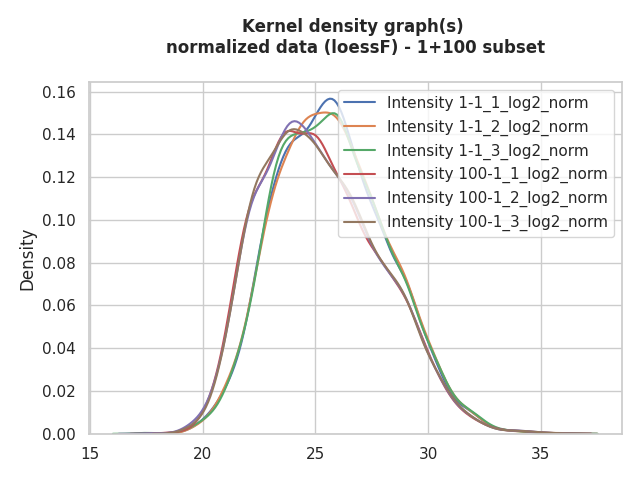 Kernel density graph(s)
normalized data (loessF) - 1+100 subset
Density
0.16
0.14
0.12
0.10
0.08
0.06
0.04
0.02
0.00
15
20
25
30
35
Intensity 1-1_1_log2_norm
Intensity 1-1_2_log2_norm
Intensity 1-1_3_log2_norm
Intensity 100-1_1_log2_norm
Intensity 100-1_2_log2_norm
Intensity 100-1_3_log2_norm